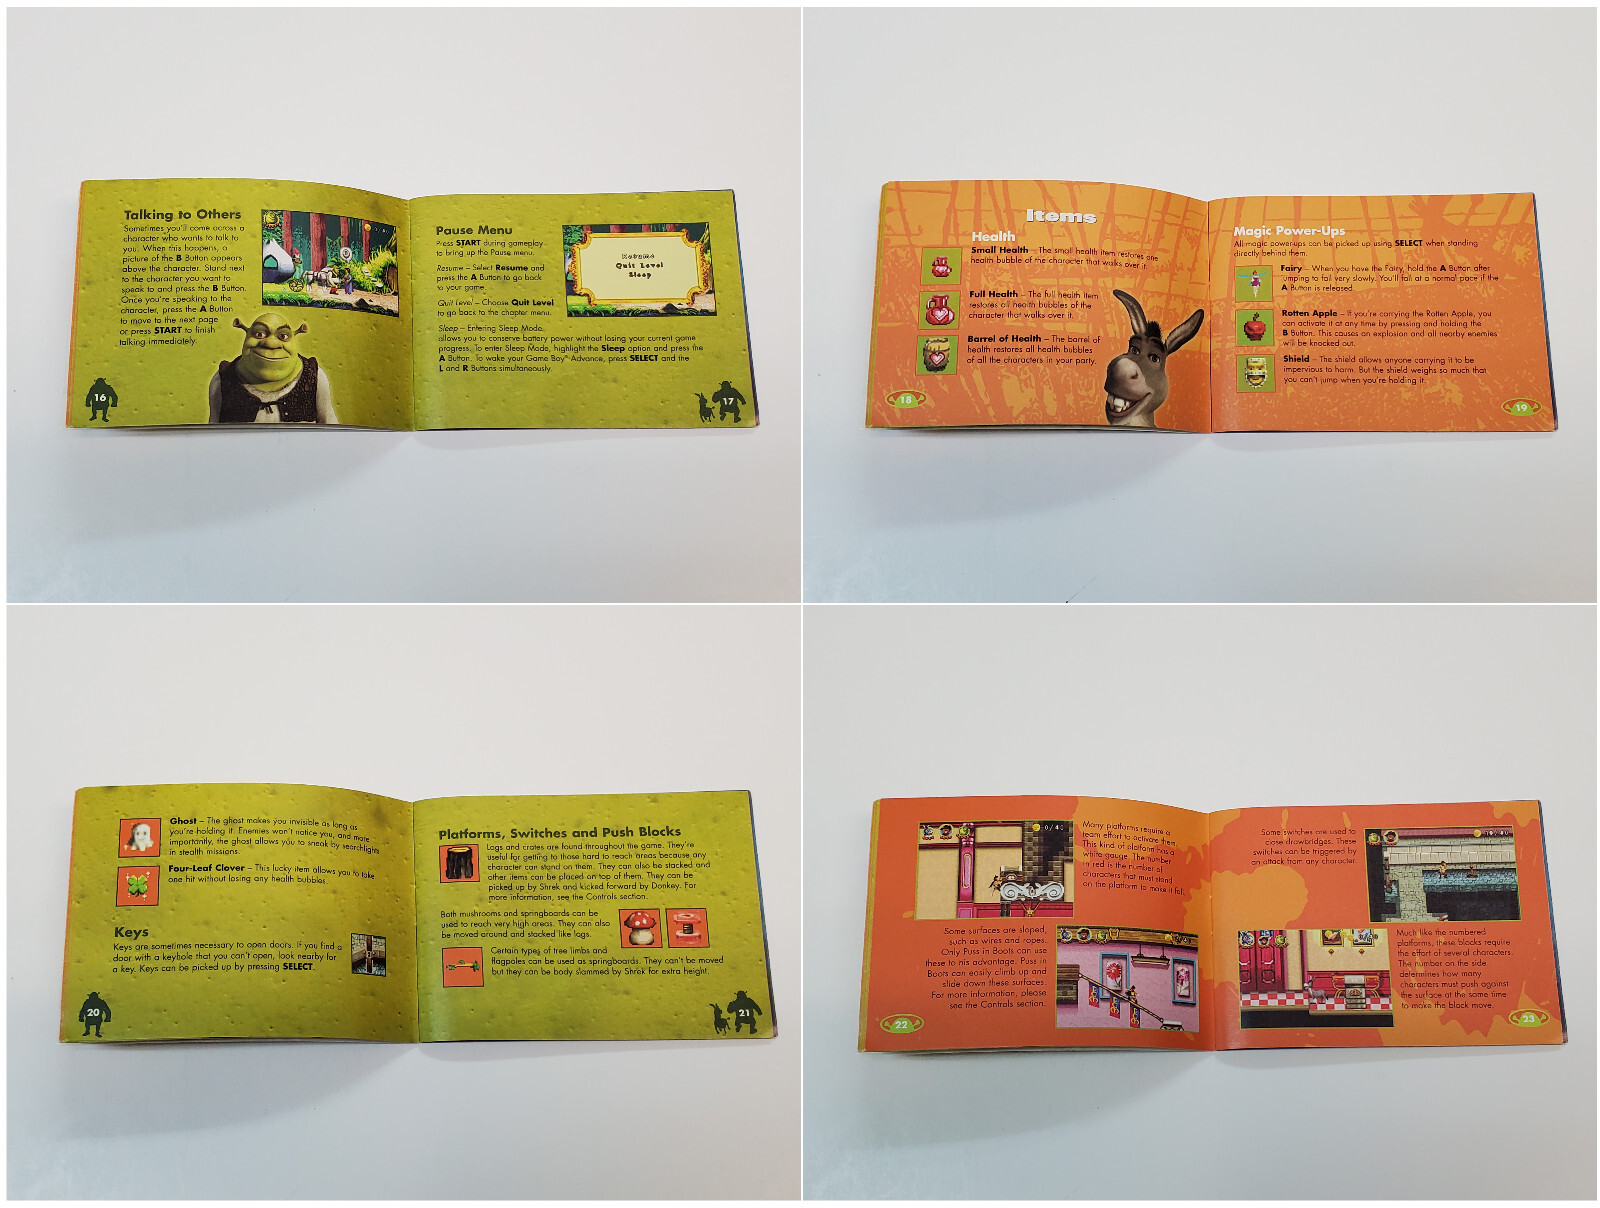 Talking to Others
Sometimes you'll come across a
character who wants to talk to
you. When this happens, a
picture of the B Button appears
above the character. Stand next
to the character you want to
speak to and press the B Button.
Once you're speaking to the
character, press the A Button
to move to the next page
or press START to finish
talking immediately.
16
Pause Menu
Press START during gameplay
to bring up the Pause menu.
Resume – Select Resume and
press the A Button to go back
to your game.
Quit Level – Choose Quit Level
to go back to the chapter menu.
Sleep – Entering Sleep Mode
allows you to conserve battery power without losing your current game
progress. To enter Sleep Mode, highlight the Sleep option and press the
A Button. To wake your Game Boy® Advance, press SELECT and the
L and R Buttons simultaneously.
Resume
Quit Level
Sleep
17
Items
Health
Small Health – The small health item restores one
health bubble of the character that walks over it.
Full Health – The full health item
restores all health bubbles of the
character that walks over it.
Barrel of Health – The barrel of
health restores all health bubbles
of all the characters in your party.
18
Magic Power-Ups
All magic power-ups can be picked up using SELECT when standing
directly behind them.
Fairy – When you have the Fairy, hold the A Button after
jumping to fall very slowly. You'll fall at a normal pace if the
A Button is released.
Rotten Apple – If you're carrying the Rotten Apple, you
can activate it at any time by pressing and holding the
B Button. This causes an explosion and all nearby enemies
will be knocked out.
Shield – The shield allows anyone carrying it to be
impervious to harm. But the shield weighs so much that
you can't jump when you're holding it.
19
Ghost – The ghost makes you invisible as long as
you're holding it. Enemies won't notice you, and more
importantly, the ghost allows you to sneak by searchlights
in stealth missions.
Four-Leaf Clover – This lucky item allows you to take
one hit without losing any health bubbles.
Keys
Keys are sometimes necessary to open doors. If you find a
door with a keyhole that you can't open, look nearby for
a key. Keys can be picked up by pressing SELECT.
20
Platforms, Switches and Push Blocks
Logs and crates are found throughout the game. They're
useful for getting to those hard to reach areas because any
character can stand on them. They can also be stacked and
other items can be placed on top of them. They can be
picked up by Shrek and kicked forward by Donkey. For
more information, see the Controls section.
Both mushrooms and springboards can be
used to reach very high areas. They can also
be moved around and stacked like logs.
Certain types of tree limbs and
flagpoles can be used as springboards. They can't be moved
but they can be body slammed by Shrek for extra height.
21
Many platforms require a
team effort to activate them.
This kind of platform has a
white gauge. The number
in red is the number of
characters that must stand
on the platform to make it fall.
Some surfaces are sloped,
such as wires and ropes.
Only Puss in Boots can use
these to his advantage. Puss in
Boots can easily climb up and
slide down these surfaces.
For more information, please
see the Controls section.
22
Some switches are used to
close drawbridges. These
switches can be triggered by
an attack from any character.
Much like the numbered
platforms, these blocks require
the effort of several characters.
The number on the side
determines how many
characters must push against
the surface at the same time
to make the block move.
23